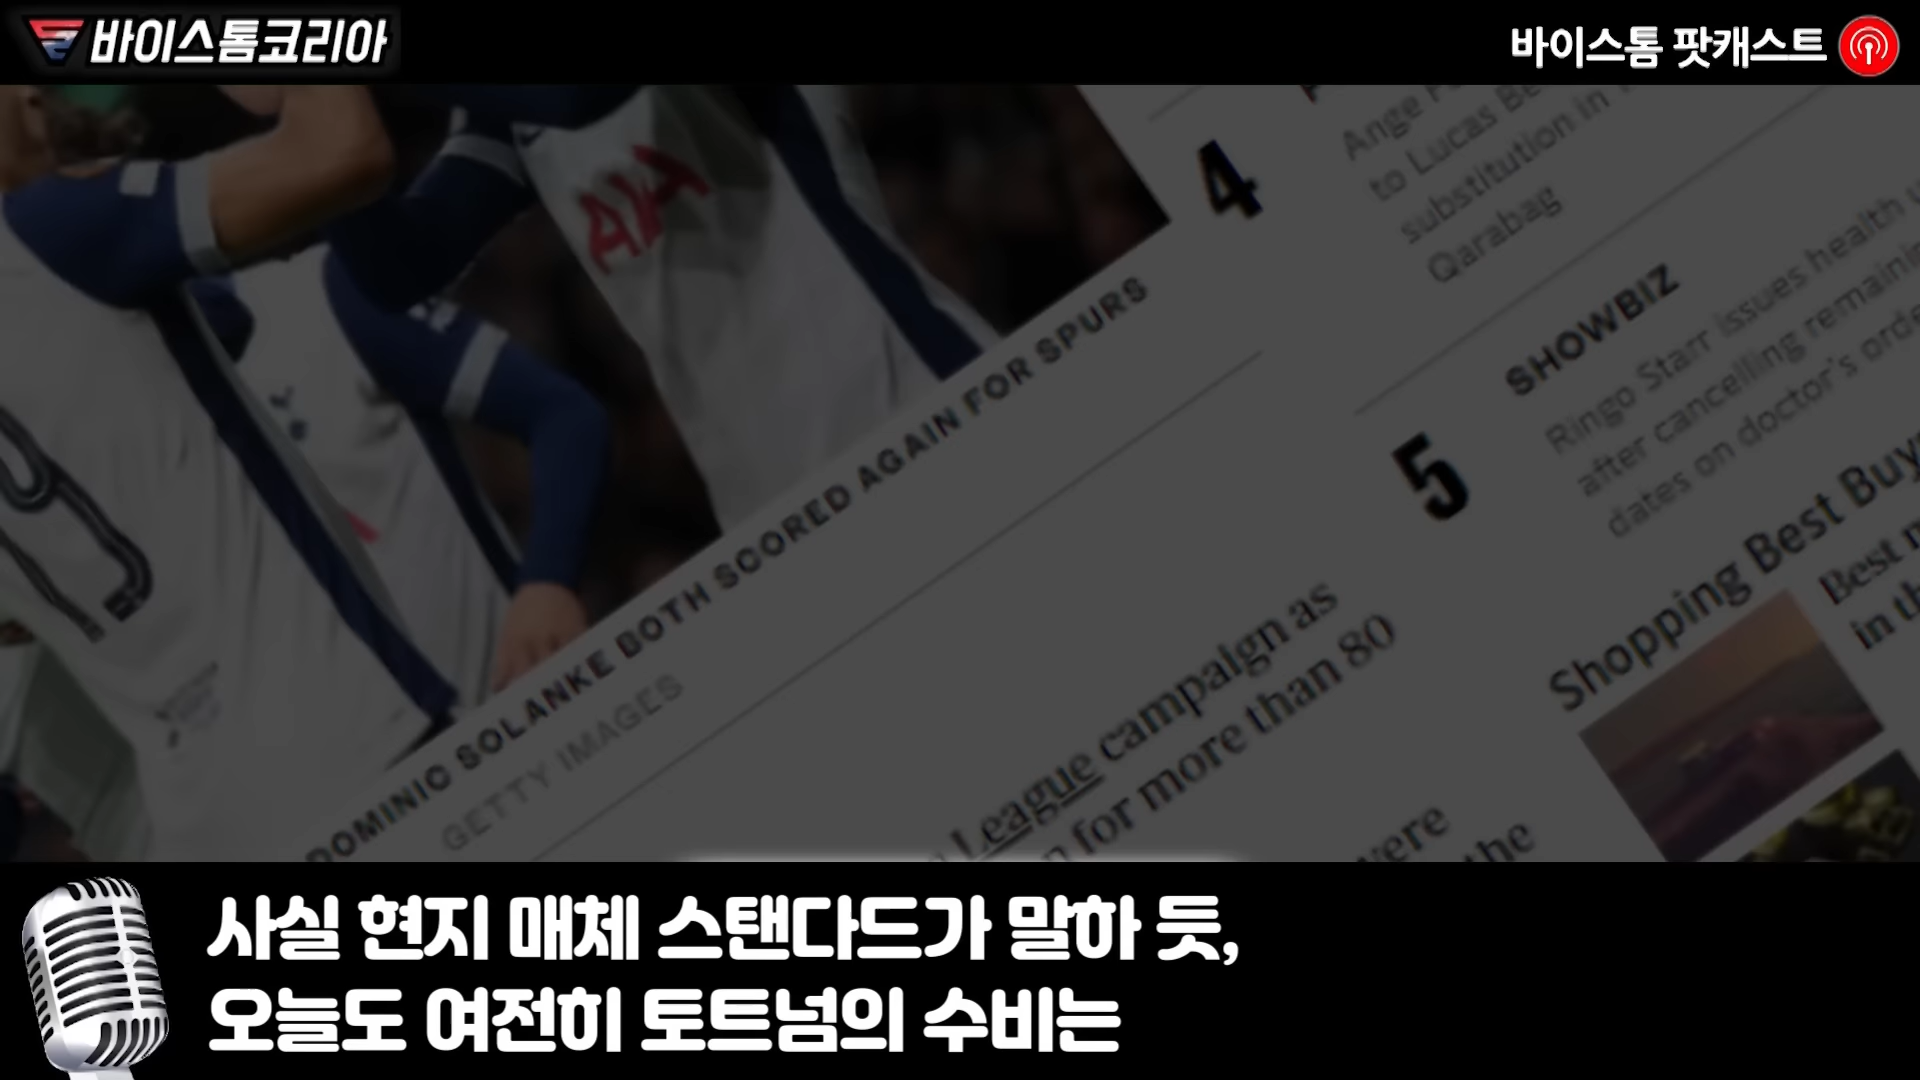 바이스톰코리아
바이스톰 팟캐스트
AIA
4
Ange
to Lucas
substitution in
Qarabag
DOMINIC SOLANKE BOTH SCORED AGAIN FOR SPURS
GETTY IMAGES
5
SHOWBIZ
Ringo Starr issues health
after cancelling remaining
dates on doctor's
League campaign as
for more than 80
were
the
Shopping Best Buys
Best
in
사실 현지 매체 스탠다드가 말하 듯,
오늘도 여전히 토트넘의 수비는